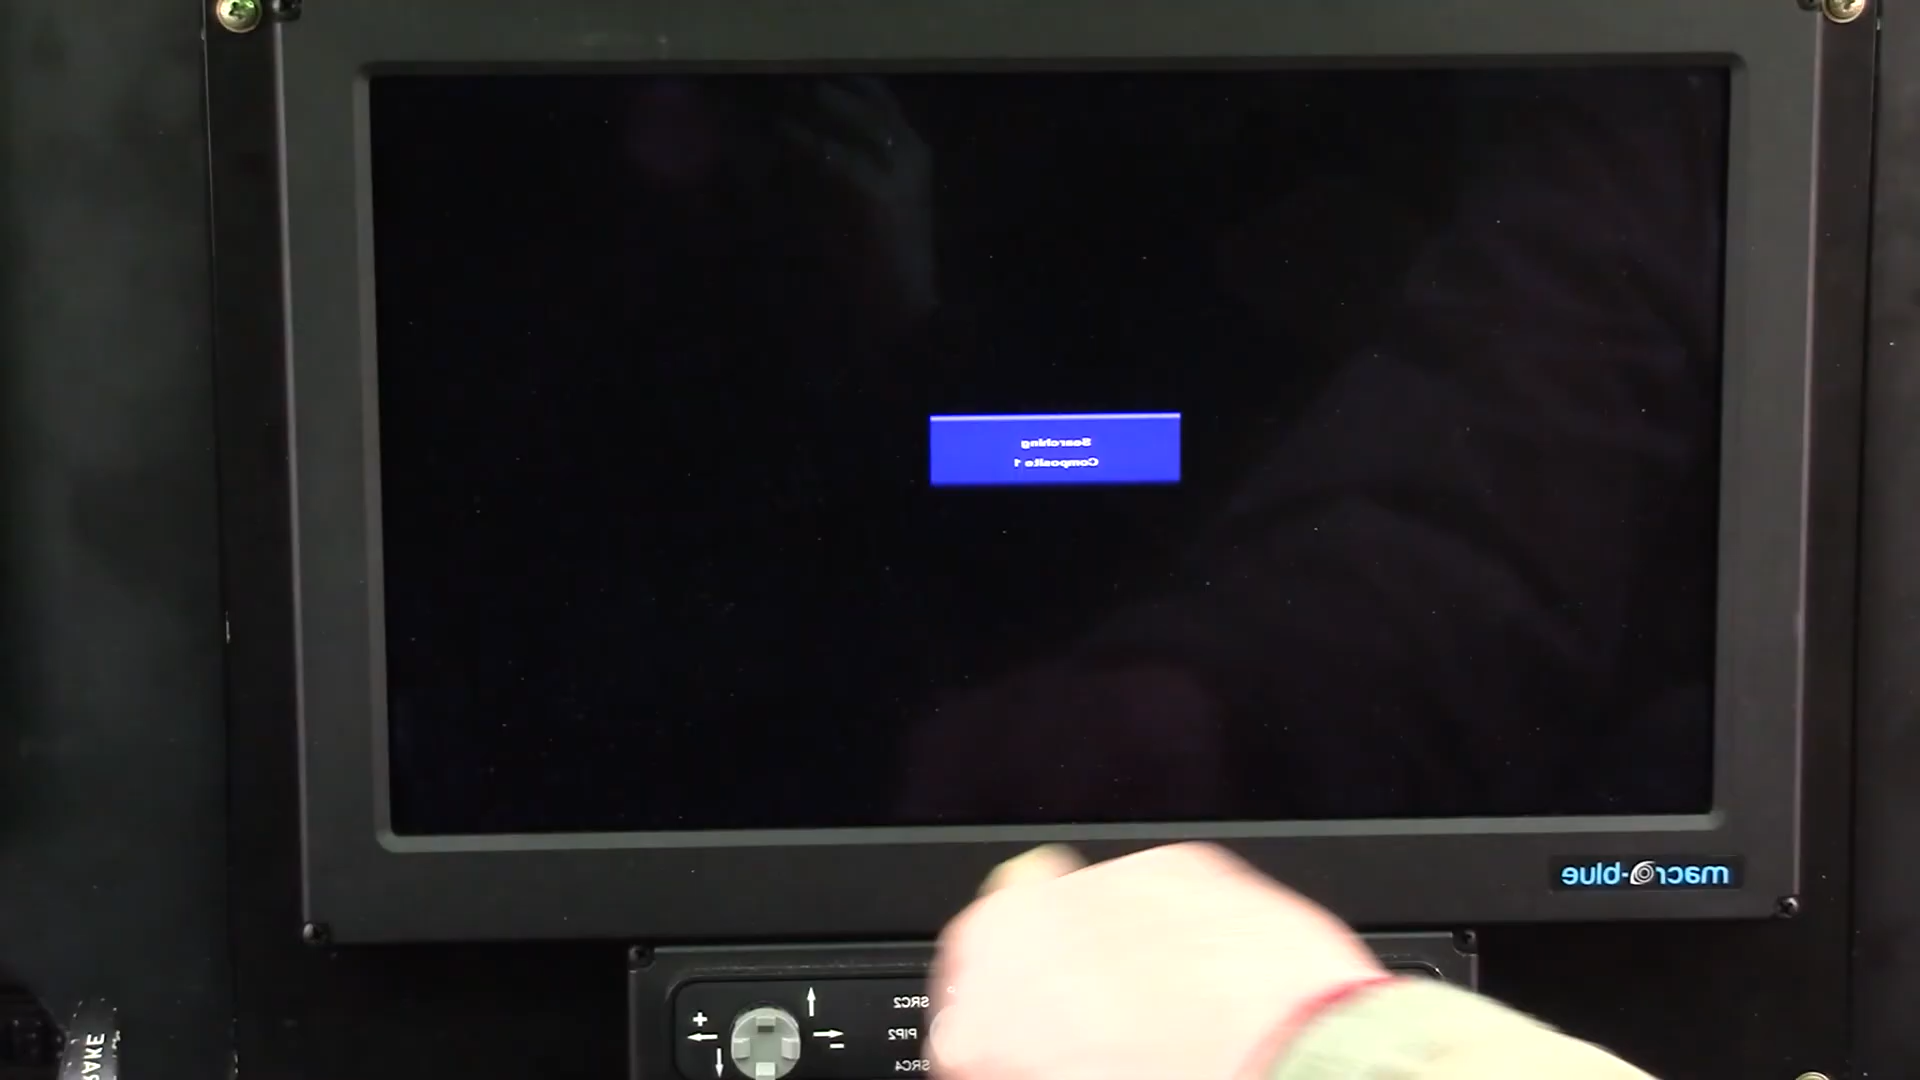 Searching
Composite 1
macro-blue
SRC2
+
PIP2
-
SRC4